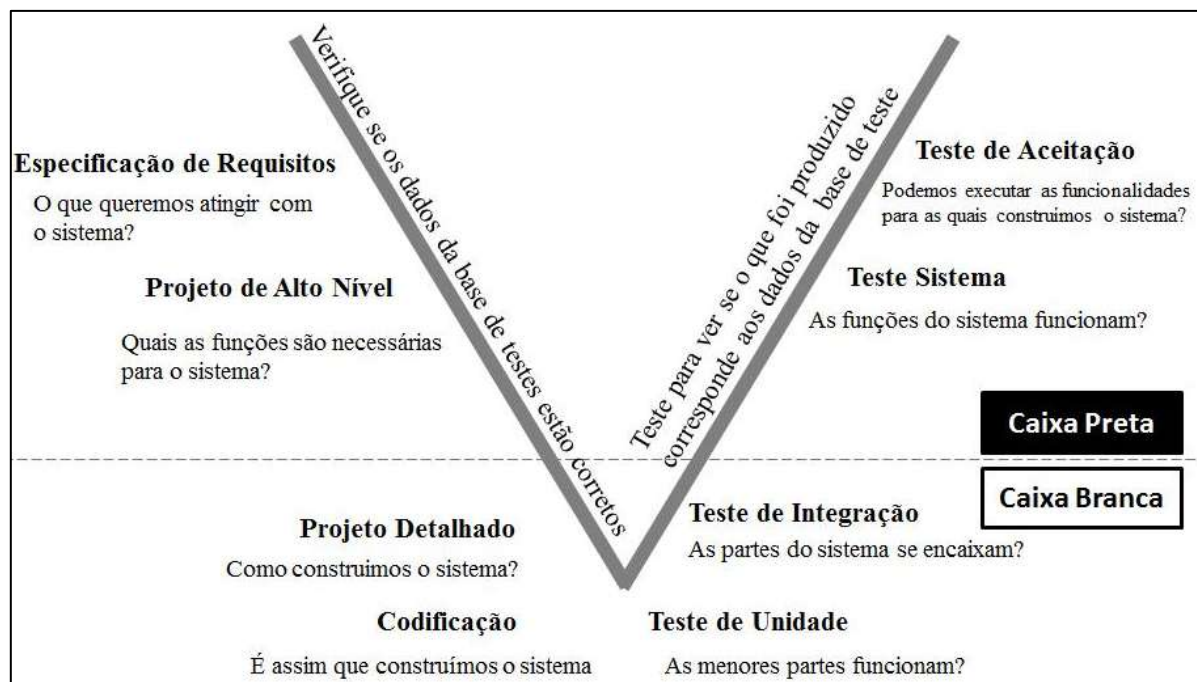 Verifique se os dados da base de testes estão corretos
Teste para ver se o que foi produzido
corresponde aos dados da base de teste
Especificação de Requisitos
O que queremos atingir com
o sistema?
Projeto de Alto Nível
Quais as funções são necessárias
para o sistema?
Projeto Detalhado
Como construimos o sistema?
Codificação
É assim que construímos o sistema
Teste de Aceitação
Podemos executar as funcionalidades
para as quais construimos o sistema?
Teste Sistema
As funções do sistema funcionam?
Caixa Preta
Caixa Branca
Teste de Integração
As partes do sistema se encaixam?
Teste de Unidade
As menores partes funcionam?